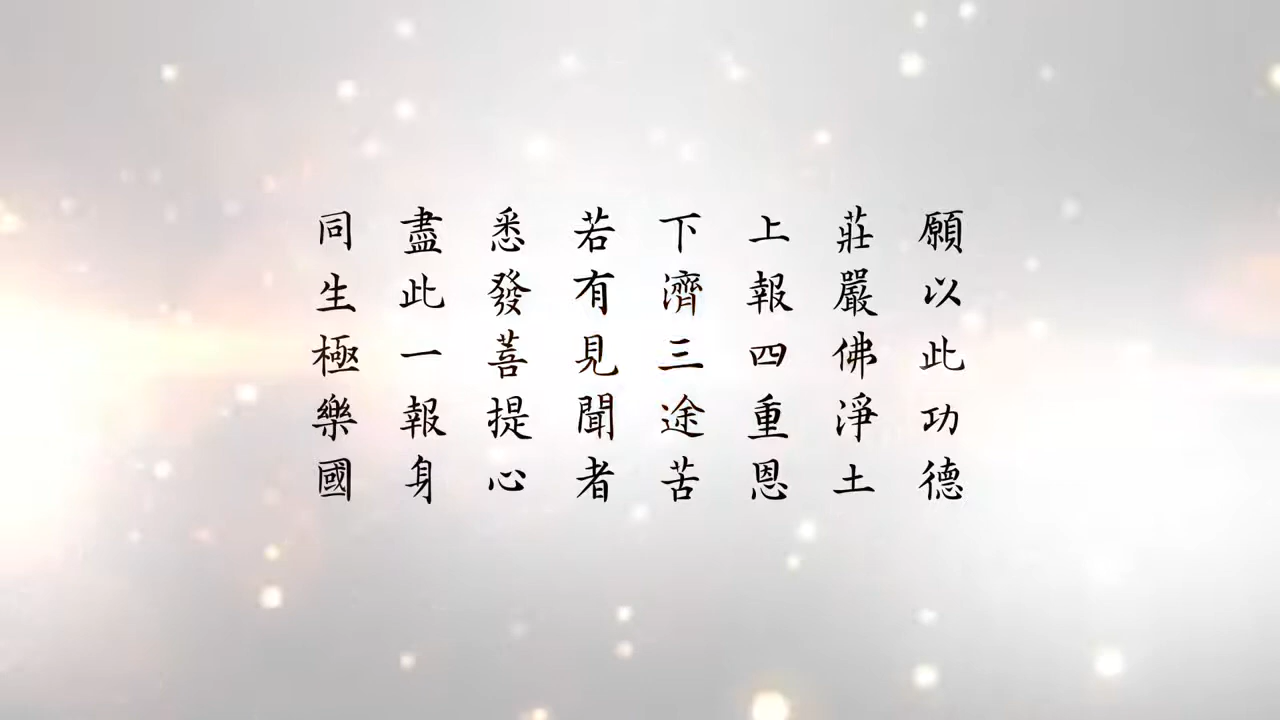 願以此功德
莊嚴佛淨土
上報四重恩
下濟三途苦
若有見聞者
悉發菩提心
盡此一報身
同生極樂國